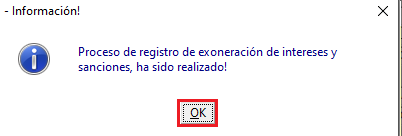 - Información!
Proceso de registro de exoneración de intereses y
sanciones, ha sido realizado!
OK